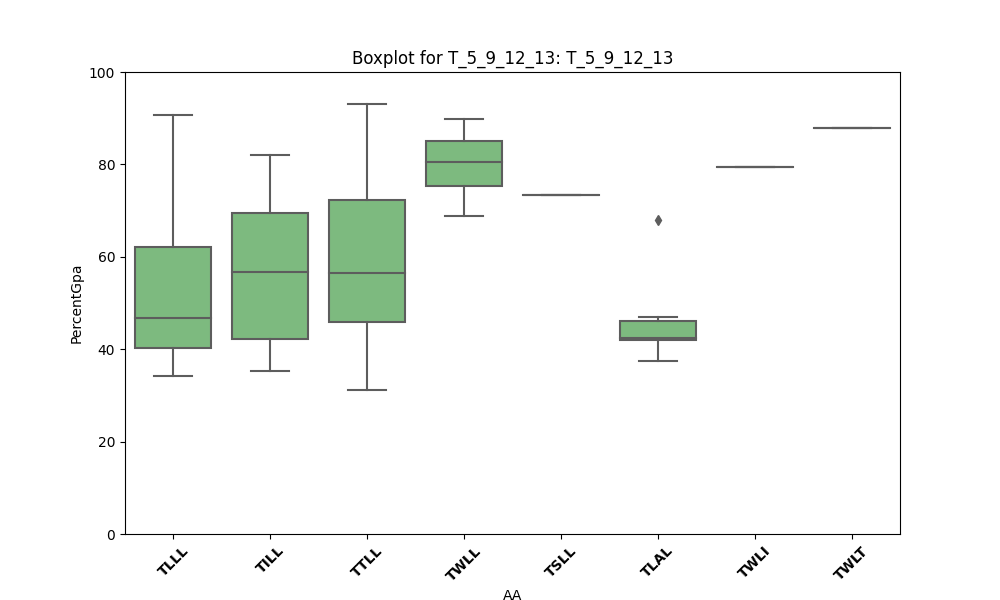 Boxplot for T_5_9_12_13: T_5_9_12_13
PercentGpa
100
80
60
40
20
0
TLLL
TILL
TTLL
TWLL
TSLL
TLAL
TWLI
TWLT
AA